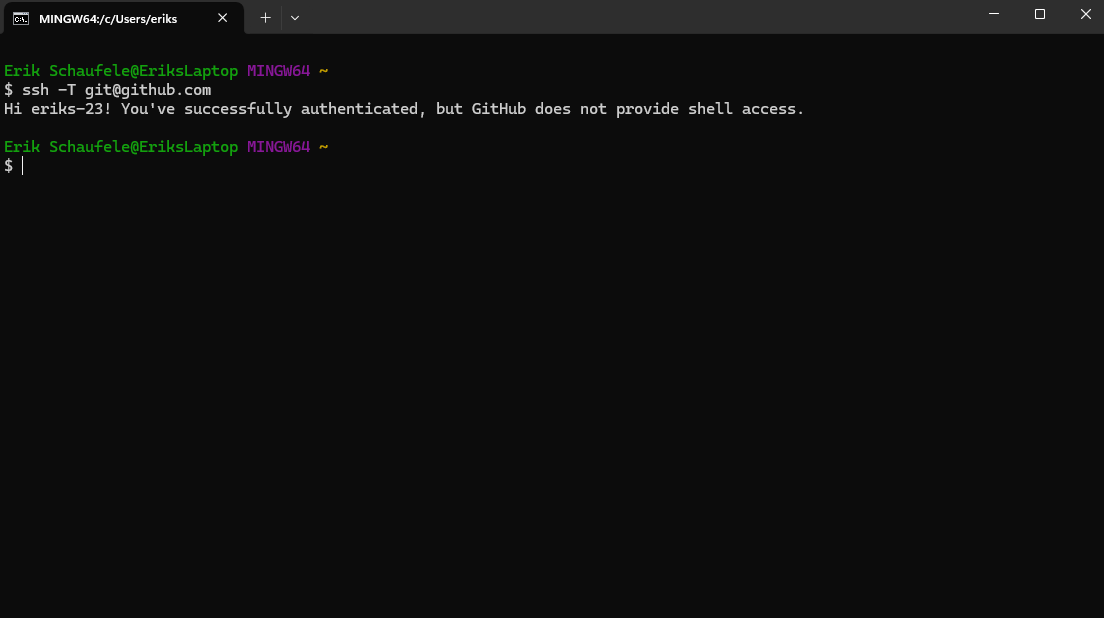 MINGW64:/c/Users/eriks
Erik Schaufele@EriksLaptop MINGW64 ~
$ ssh -T git@github.com
Hi eriks-23! You've successfully authenticated, but GitHub does not provide shell access.
Erik Schaufele@EriksLaptop MINGW64 ~
$